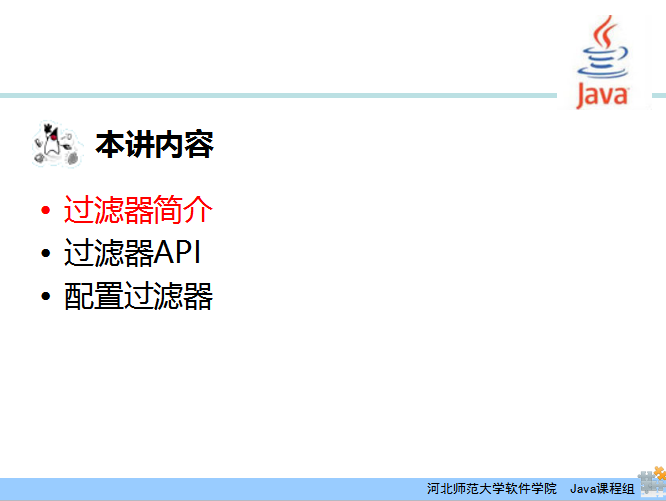 Java
本讲内容
• 过滤器简介
• 过滤器API
• 配置过滤器
河北师范大学软件学院 Java课程组